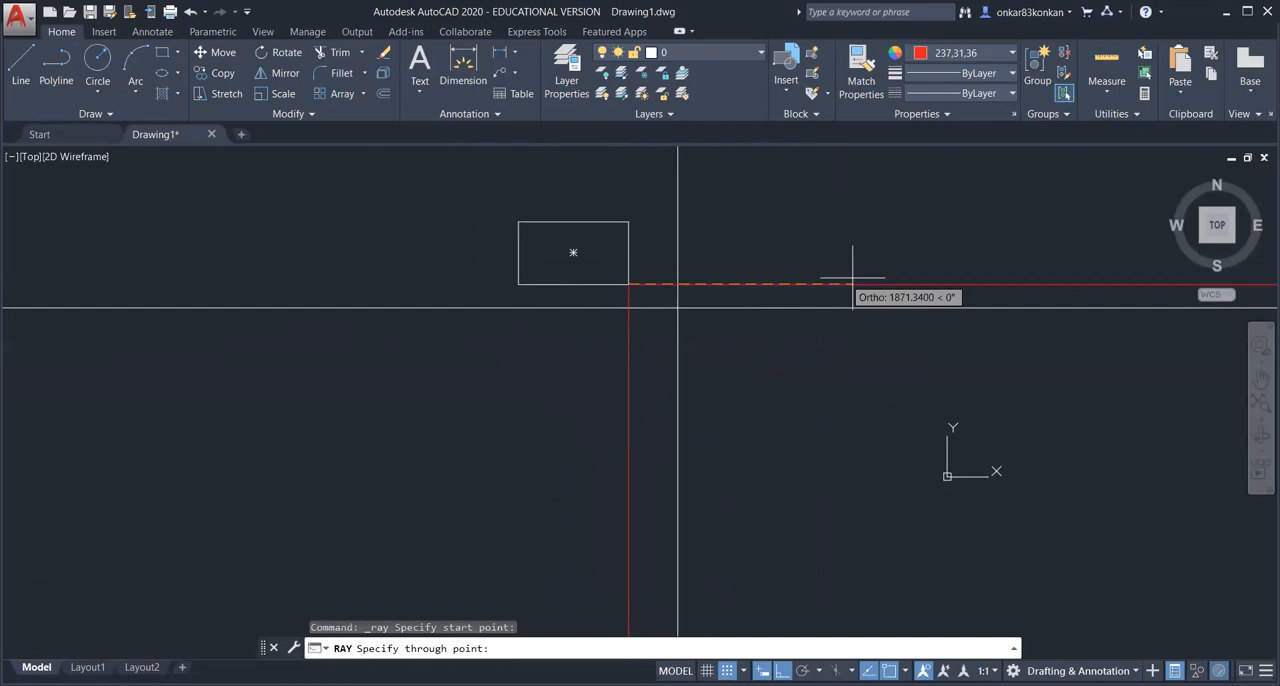 Autodesk AutoCAD 2020 - EDUCATIONAL VERSION Drawing1.dwg Type a keyword or phrase onkar83konkan
Home Insert Annotate Parametric View Manage Output Add-ins Collaborate Express Tools Featured Apps
Line Polyline Circle Arc
Move Rotate Trim
Copy Mirror Fillet
Stretch Scale Array
Text Dimension Table
Layer Properties
0
Insert
Match Properties
237,31,36
ByLayer
ByLayer
Group
Measure
Paste
Base
Draw Modify Annotation Layers Block Properties Groups Utilities Clipboard View
Start Drawing1*
[−][Top][2D Wireframe]
N
W TOP E
S
WCS
Ortho: 1871.3400 < 0°
Y
X
Command: _ray Specify start point:
RAY Specify through point:
Model Layout1 Layout2 MODEL 1:1 Drafting & Annotation